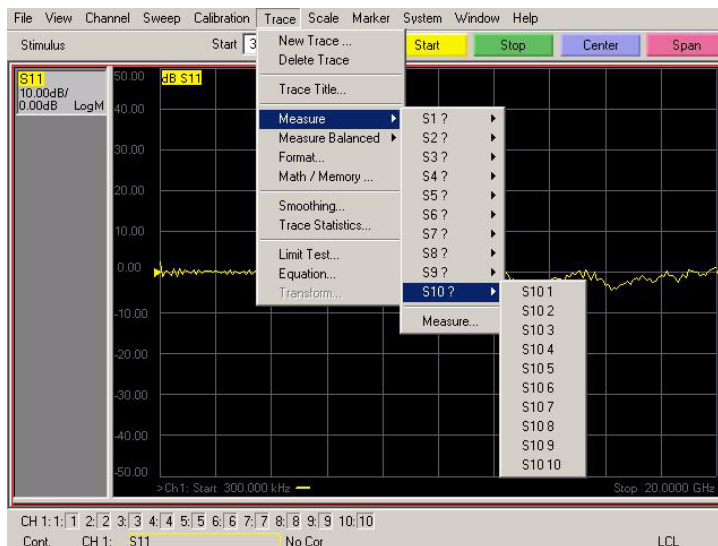 File View Channel Sweep Calibration Trace Scale Marker System Window Help
Stimulus Start 3 Start Stop Center Span
New Trace ...
Delete Trace
Trace Title...
Measure
Measure Balanced
Format...
Math / Memory ...
Smoothing...
Trace Statistics...
Limit Test...
Equation...
Transform...
S1 ?
S2 ?
S3 ?
S4 ?
S5 ?
S6 ?
S7 ?
S8 ?
S9 ?
S10 ?
Measure...
S10 1
S10 2
S10 3
S10 4
S10 5
S10 6
S10 7
S10 8
S10 9
S10 10
S11
10.00dB/
0.00dB LogM
50.00 dB S11
40.00
30.00
20.00
10.00
0.00
-10.00
-20.00
-30.00
-40.00
-50.00
>Ch1: Start 300.000 kHz Stop 20.0000 GHz
CH 1: 1: 1 2: 2 3: 3 4: 4 5: 5 6: 6 7: 7 8: 8 9: 9 10: 10
Cont. CH 1: S11 No Cor LCL